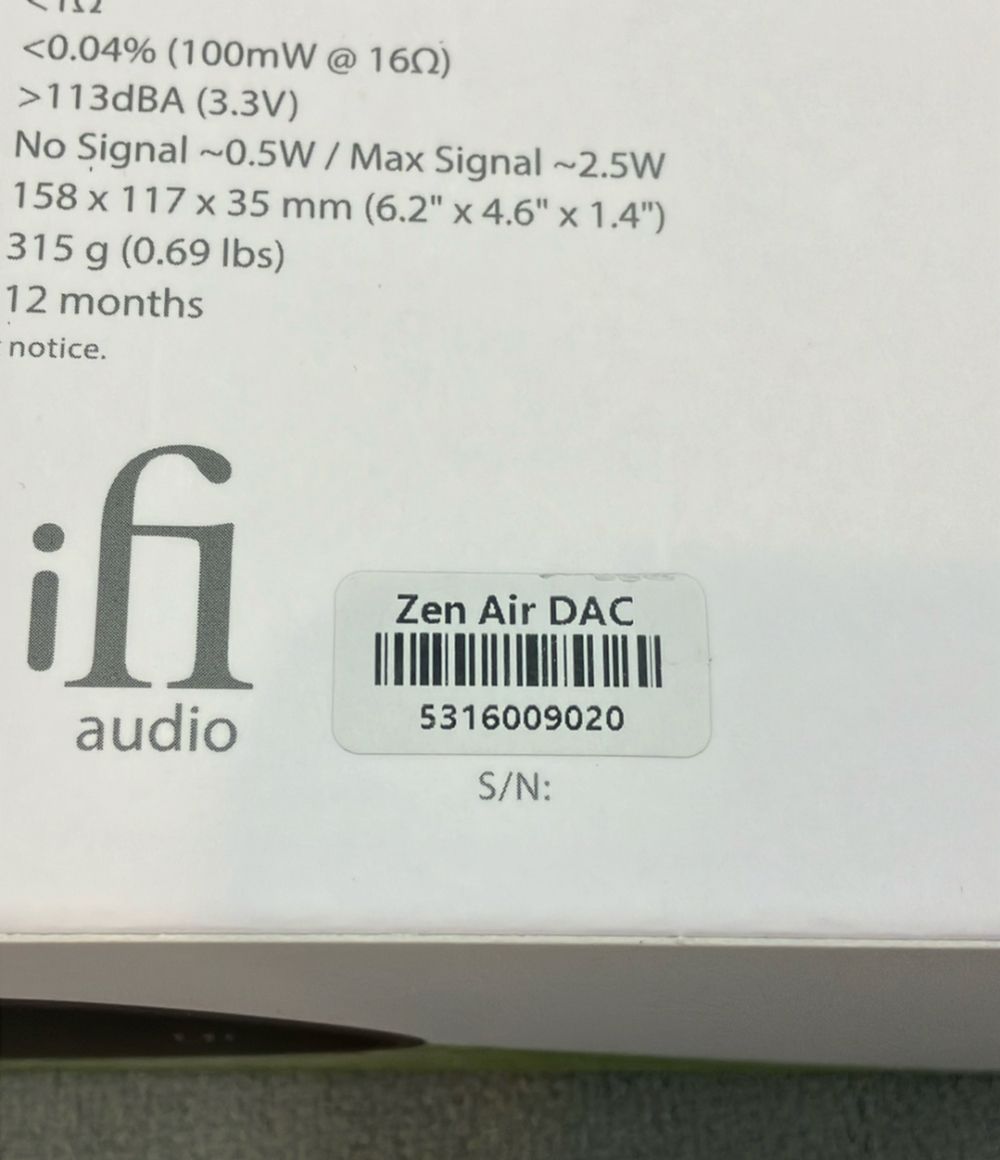 <1Ω
<0.04% (100mW @ 16Ω)
>113dBA (3.3V)
No Signal ~0.5W / Max Signal ~2.5W
158 x 117 x 35 mm (6.2" x 4.6" x 1.4")
315 g (0.69 lbs)
12 months
notice.
ifi
audio
Zen Air DAC
5316009020
S/N: